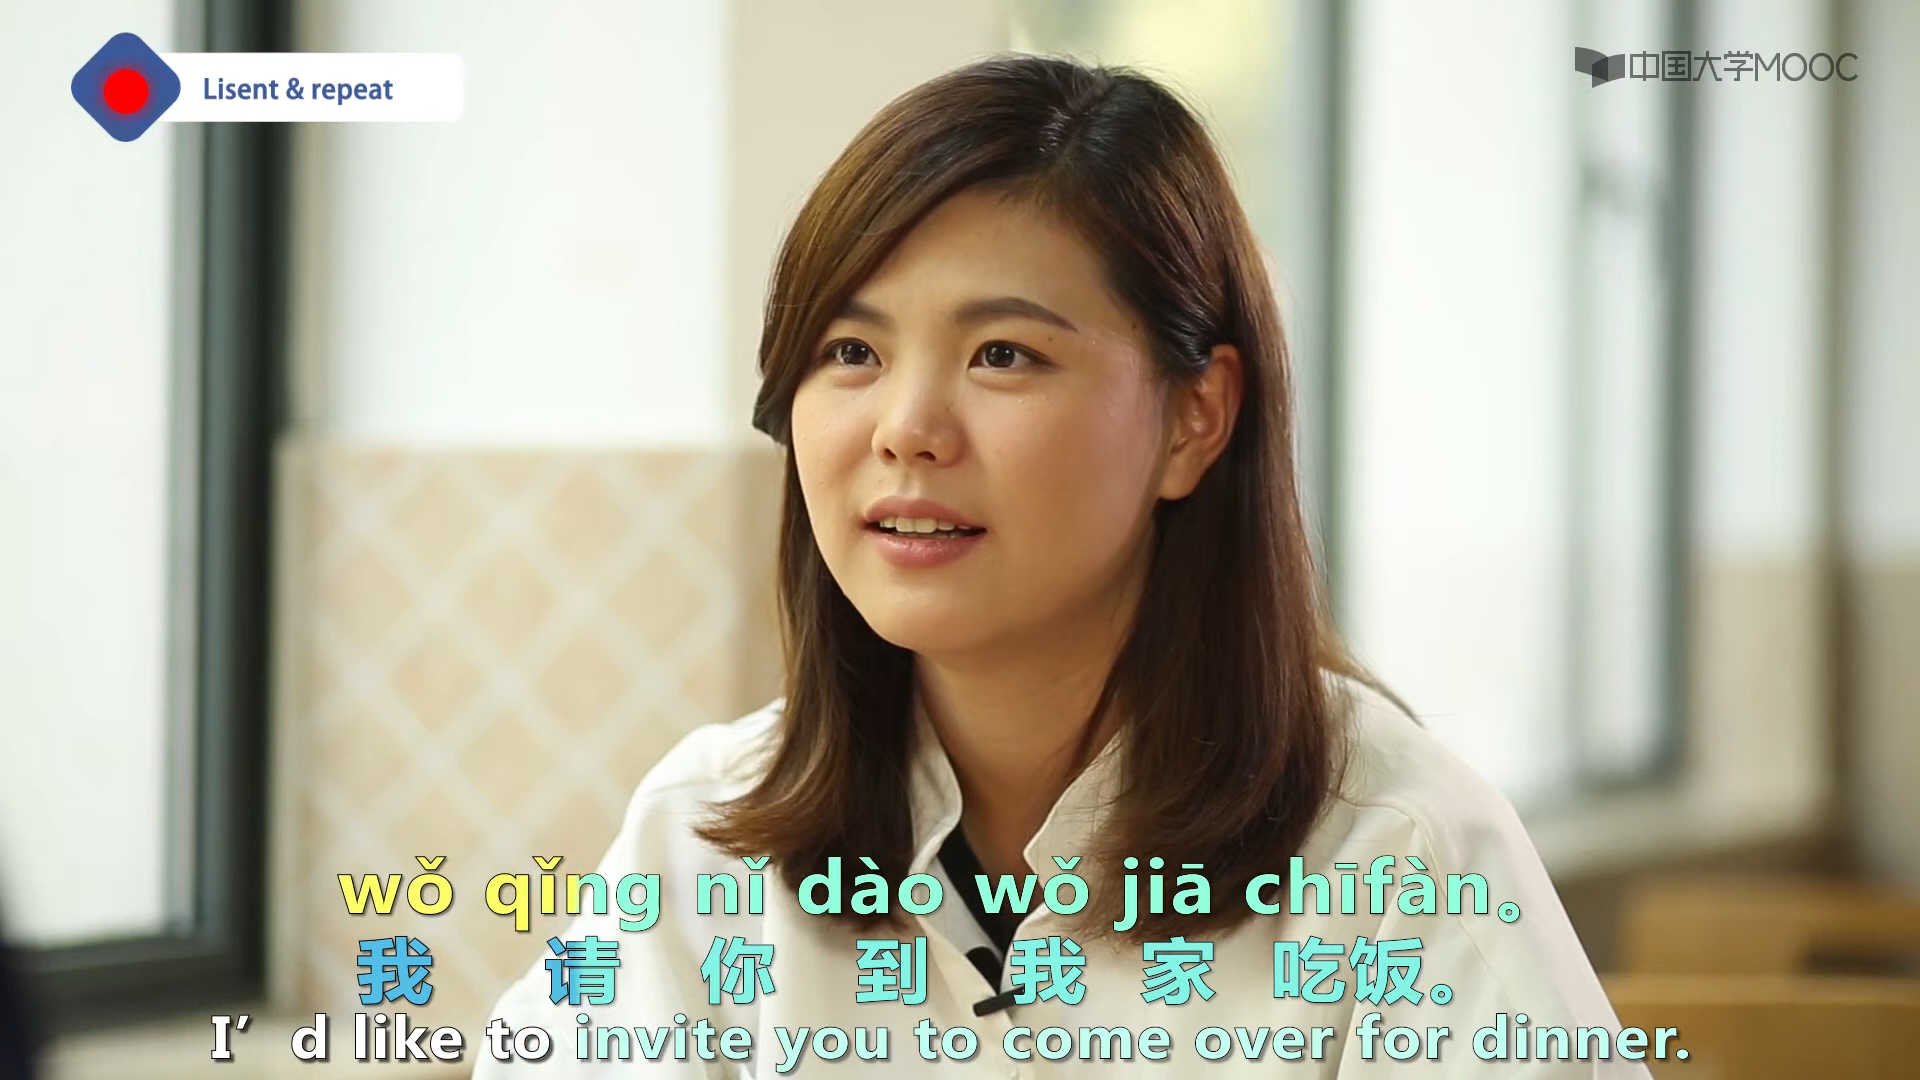 Lisent & repeat
中国大学MOOC
wǒ qǐng nǐ dào wǒ jiā chīfàn。
我 请 你 到 我 家 吃饭。
I’d like to invite you to come over for dinner.